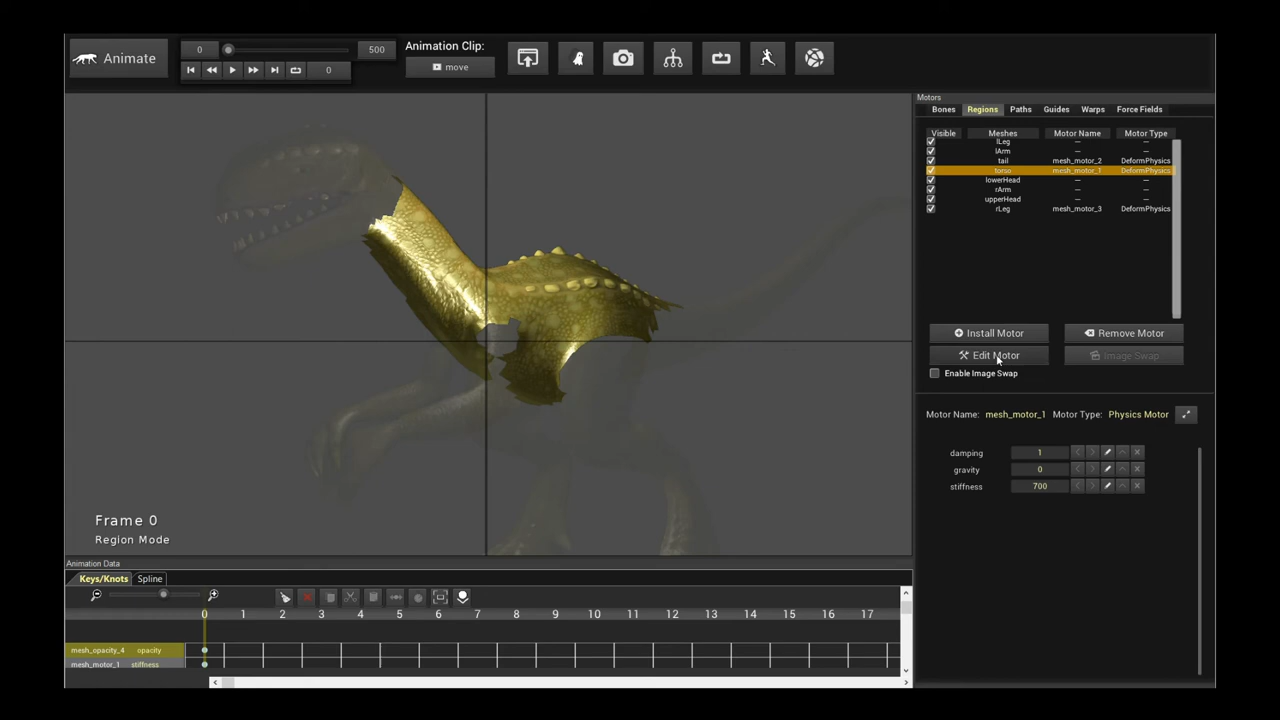 Animate
0
500
0
Animation Clip:
move
Motors
Bones Regions Paths Guides Warps Force Fields
Visible Meshes Motor Name Motor Type
lLeg — —
lArm — —
tail mesh_motor_2 DeformPhysics
torso mesh_motor_1 DeformPhysics
lowerHead — —
rArm — —
upperHead — —
rLeg mesh_motor_3 DeformPhysics
Install Motor Remove Motor
Edit Motor Image Swap
Enable Image Swap
Motor Name: mesh_motor_1 Motor Type: Physics Motor
damping 1
gravity 0
stiffness 700
Frame 0
Region Mode
Animation Data
Keys/Knots Spline
0 1 2 3 4 5 6 7 8 9 10 11 12 13 14 15 16 17
mesh_opacity_4 opacity
mesh_motor_1 stiffness